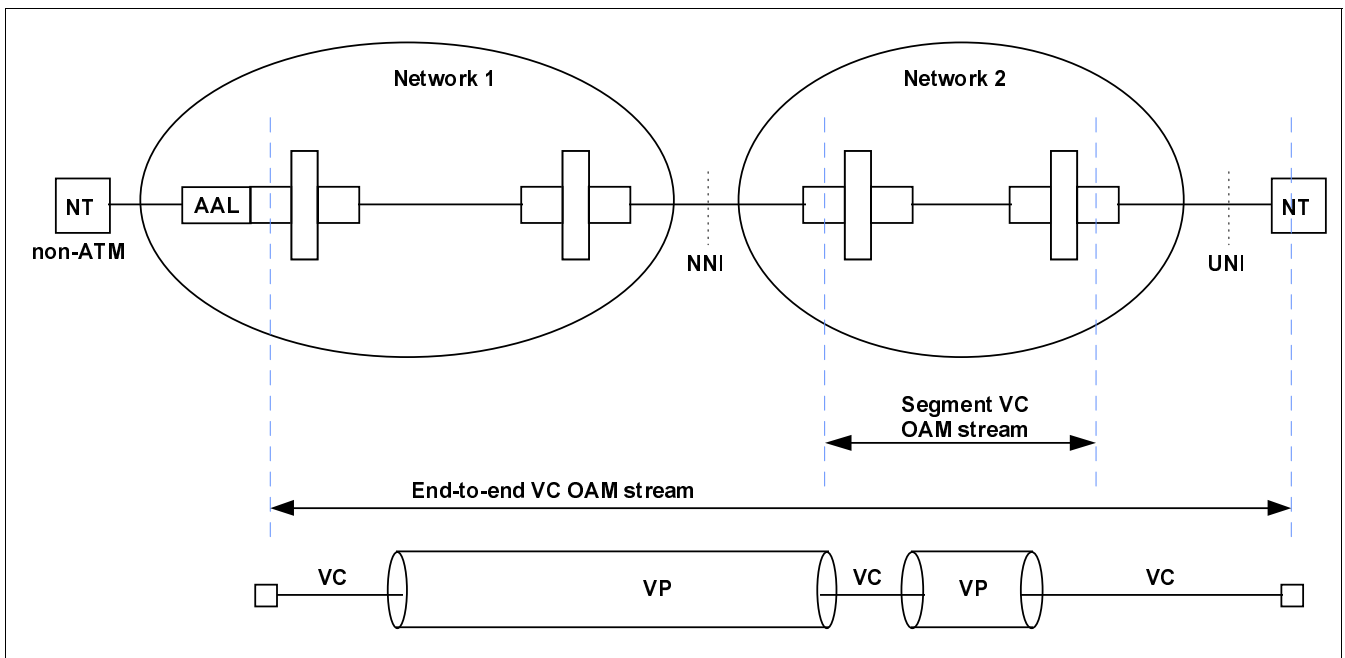 Network 1
Network 2
NT
AAL
NT
non-ATM
NNI
UNI
Segment VC
OAM stream
End-to-end VC OAM stream
VC
VP
VC
VP
VC